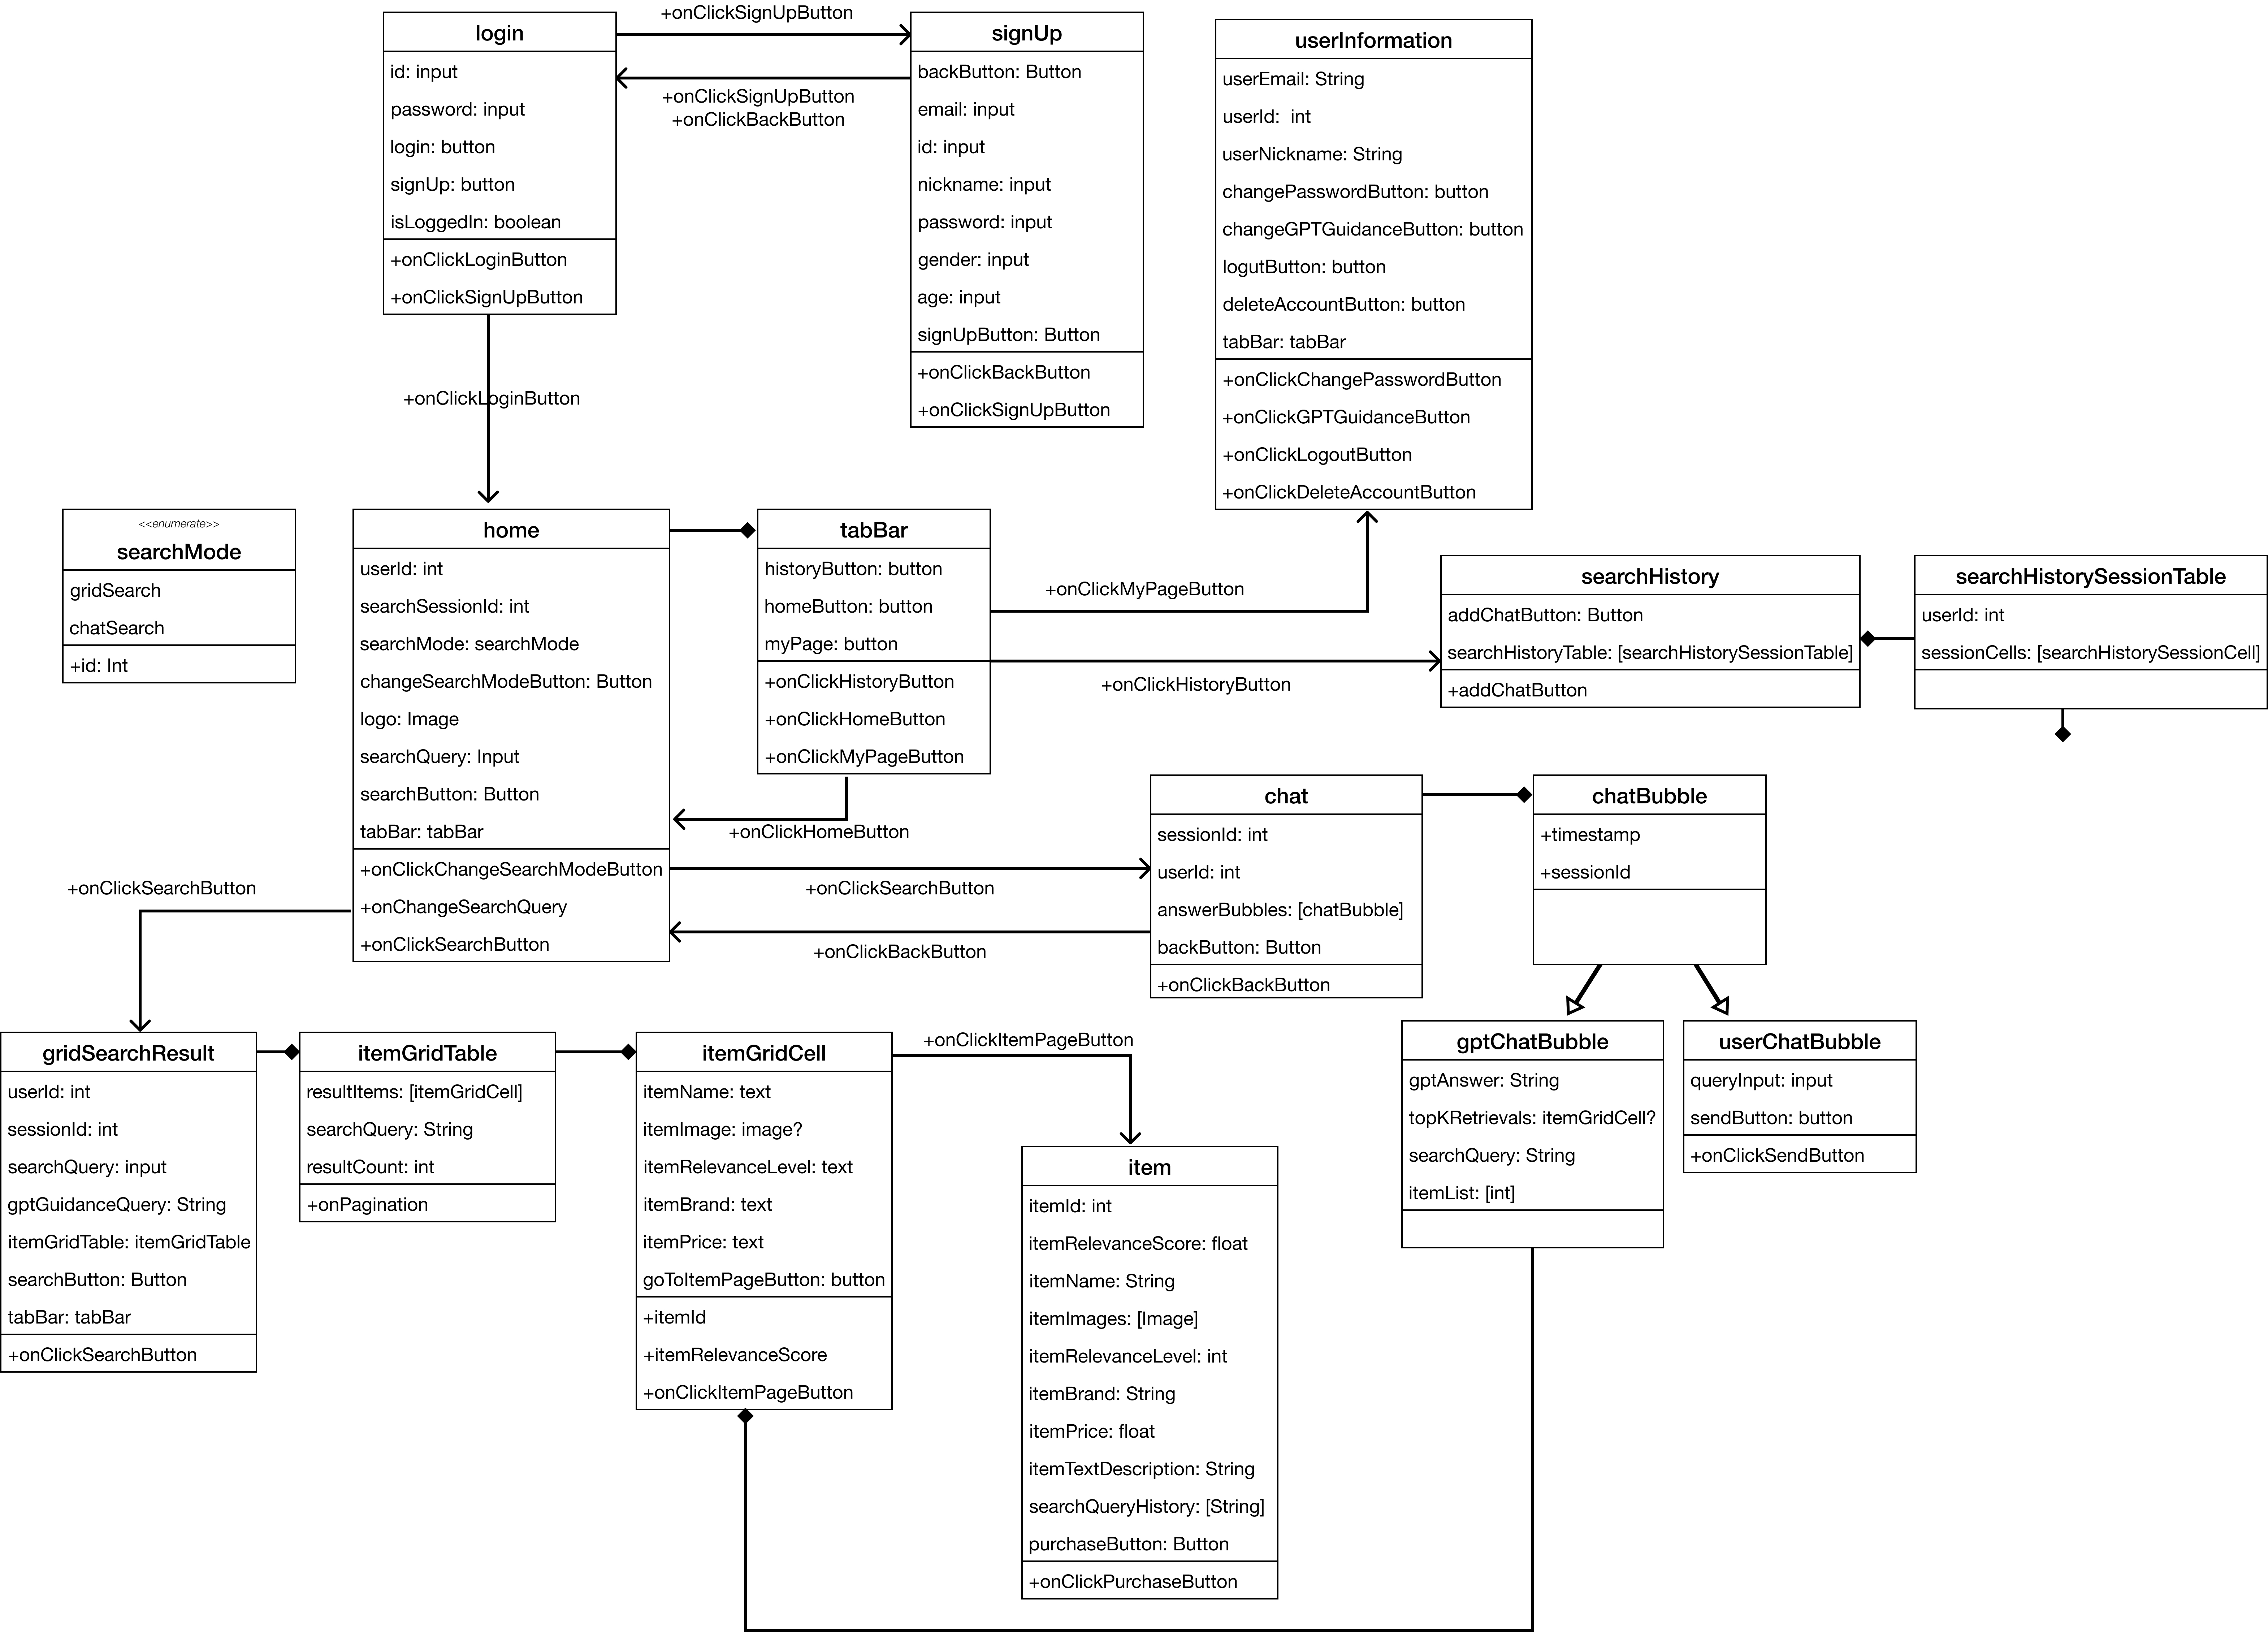 +onClickSignUpButton
login
id: input
password: input
login: button
signUp: button
isLoggedIn: boolean
+onClickLoginButton
+onClickSignUpButton
+onClickSignUpButton
+onClickBackButton
signUp
backButton: Button
email: input
id: input
nickname: input
password: input
gender: input
age: input
signUpButton: Button
+onClickBackButton
+onClickSignUpButton
userInformation
userEmail: String
userId:  int
userNickname: String
changePasswordButton: button
changeGPTGuidanceButton: button
logutButton: button
deleteAccountButton: button
tabBar: tabBar
+onClickChangePasswordButton
+onClickGPTGuidanceButton
+onClickLogoutButton
+onClickDeleteAccountButton
+onClickLoginButton
<<enumerate>>
searchMode
gridSearch
chatSearch
+id: Int
home
userId: int
searchSessionId: int
searchMode: searchMode
changeSearchModeButton: Button
logo: Image
searchQuery: Input
searchButton: Button
tabBar: tabBar
+onClickChangeSearchModeButton
+onChangeSearchQuery
+onClickSearchButton
tabBar
historyButton: button
homeButton: button
myPage: button
+onClickHistoryButton
+onClickHomeButton
+onClickMyPageButton
+onClickMyPageButton
+onClickHistoryButton
+onClickHomeButton
searchHistory
addChatButton: Button
searchHistoryTable: [searchHistorySessionTable]
+addChatButton
searchHistorySessionTable
userId: int
sessionCells: [searchHistorySessionCell]
+onClickSearchButton
+onClickBackButton
chat
sessionId: int
userId: int
answerBubbles: [chatBubble]
backButton: Button
+onClickBackButton
chatBubble
+timestamp
+sessionId
+onClickSearchButton
gridSearchResult
userId: int
sessionId: int
searchQuery: input
gptGuidanceQuery: String
itemGridTable: itemGridTable
searchButton: Button
tabBar: tabBar
+onClickSearchButton
itemGridTable
resultItems: [itemGridCell]
searchQuery: String
resultCount: int
+onPagination
itemGridCell
itemName: text
itemImage: image?
itemRelevanceLevel: text
itemBrand: text
itemPrice: text
goToItemPageButton: button
+itemId
+itemRelevanceScore
+onClickItemPageButton
+onClickItemPageButton
item
itemId: int
itemRelevanceScore: float
itemName: String
itemImages: [Image]
itemRelevanceLevel: int
itemBrand: String
itemPrice: float
itemTextDescription: String
searchQueryHistory: [String]
purchaseButton: Button
+onClickPurchaseButton
gptChatBubble
gptAnswer: String
topKRetrievals: itemGridCell?
searchQuery: String
itemList: [int]
userChatBubble
queryInput: input
sendButton: button
+onClickSendButton